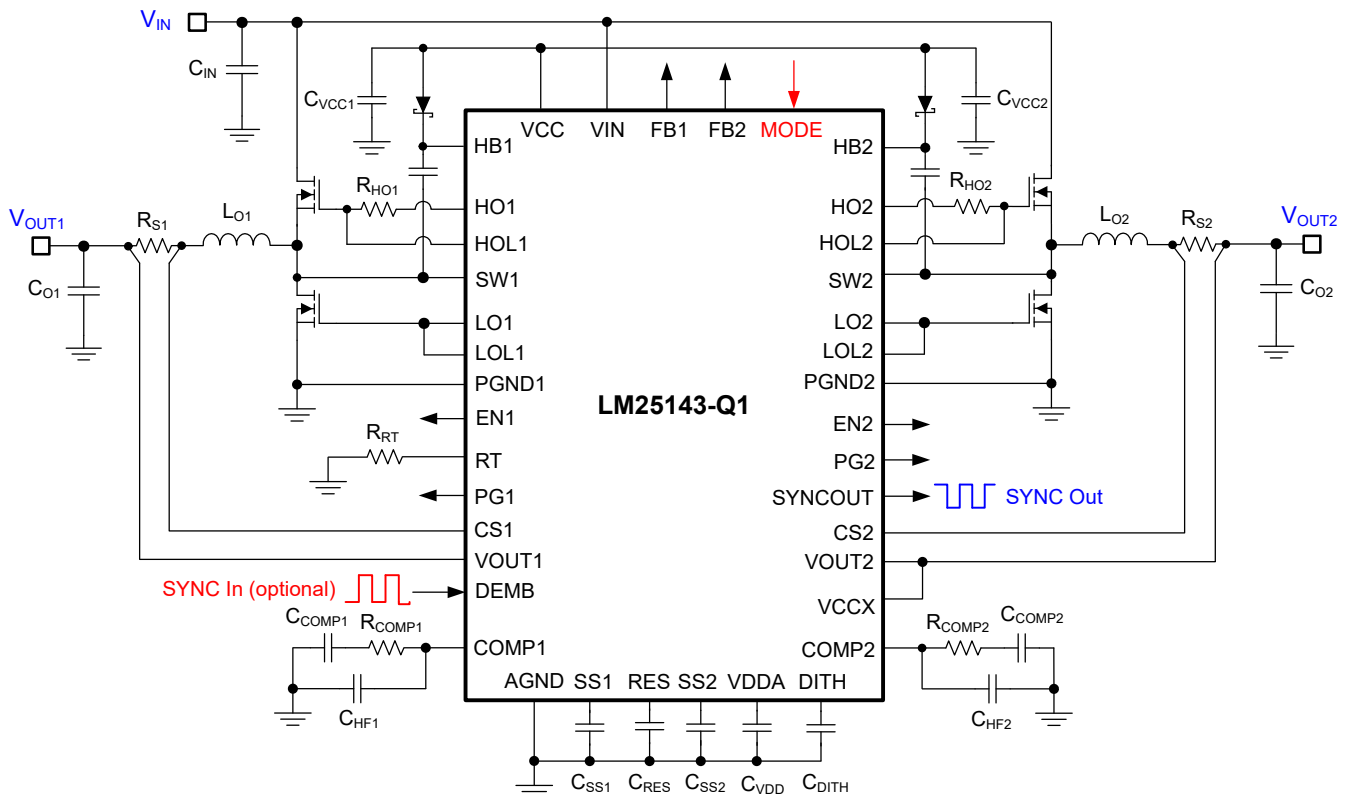 VIN
CIN
CVCC1
CVCC2
VCC VIN FB1 FB2 MODE
HB1
HB2
RHO1
HO1
HO2
RHO2
VOUT1
RS1
LO1
HOL1
HOL2
LO2
RS2
VOUT2
SW1
SW2
CO1
CO2
LO1
LO2
LOL1
LOL2
PGND1
PGND2
LM25143-Q1
EN1
EN2
RRT
RT
PG2
PG1
SYNCOUT
SYNC Out
CS1
CS2
VOUT1
VOUT2
SYNC In (optional)
DEMB
VCCX
CCOMP1
RCOMP1
COMP1
COMP2
RCOMP2
CCOMP2
CHF1
CHF2
AGND SS1 RES SS2 VDDA DITH
CSS1 CRES CSS2 CVDD CDITH